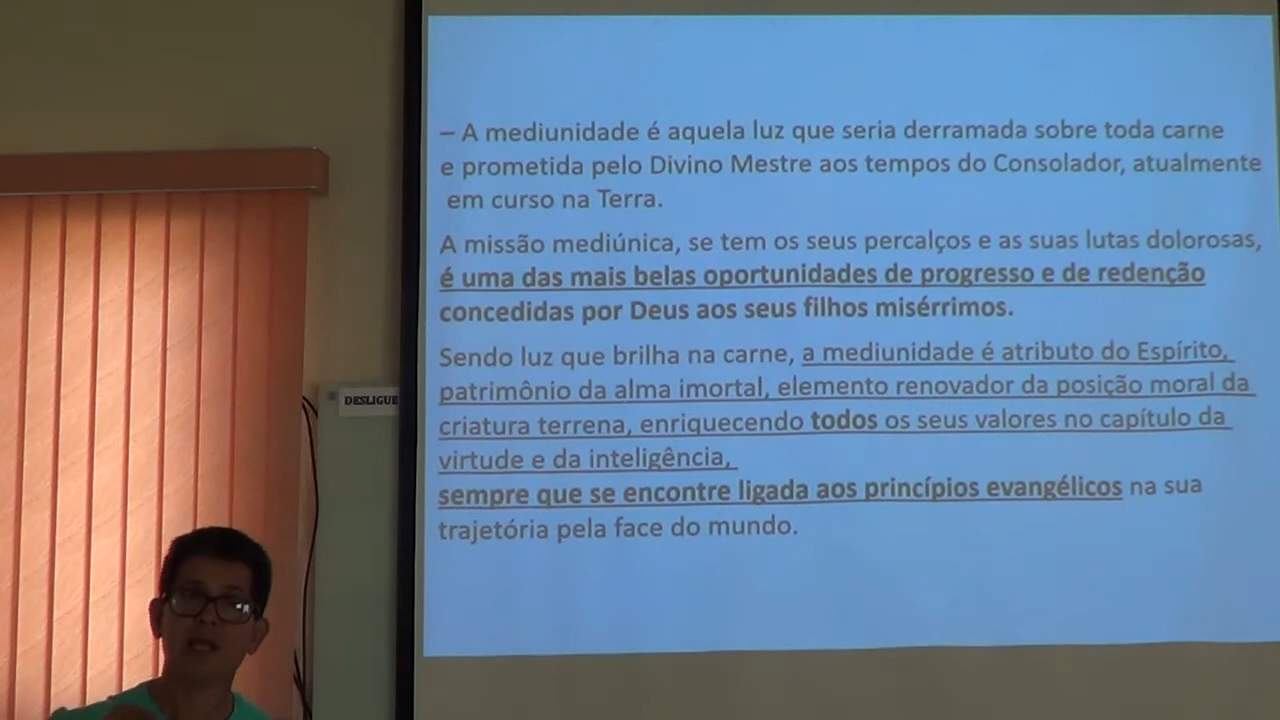 – A mediunidade é aquela luz que seria derramada sobre toda carne
e prometida pelo Divino Mestre aos tempos do Consolador, atualmente
em curso na Terra.
A missão mediúnica, se tem os seus percalços e as suas lutas dolorosas,
é uma das mais belas oportunidades de progresso e de redenção
concedidas por Deus aos seus filhos misérrimos.
Sendo luz que brilha na carne, a mediunidade é atributo do Espírito,
patrimônio da alma imortal, elemento renovador da posição moral da
criatura terrena, enriquecendo todos os seus valores no capítulo da
virtude e da inteligência,
sempre que se encontre ligada aos princípios evangélicos na sua
trajetória pela face do mundo.
DESLIGUE